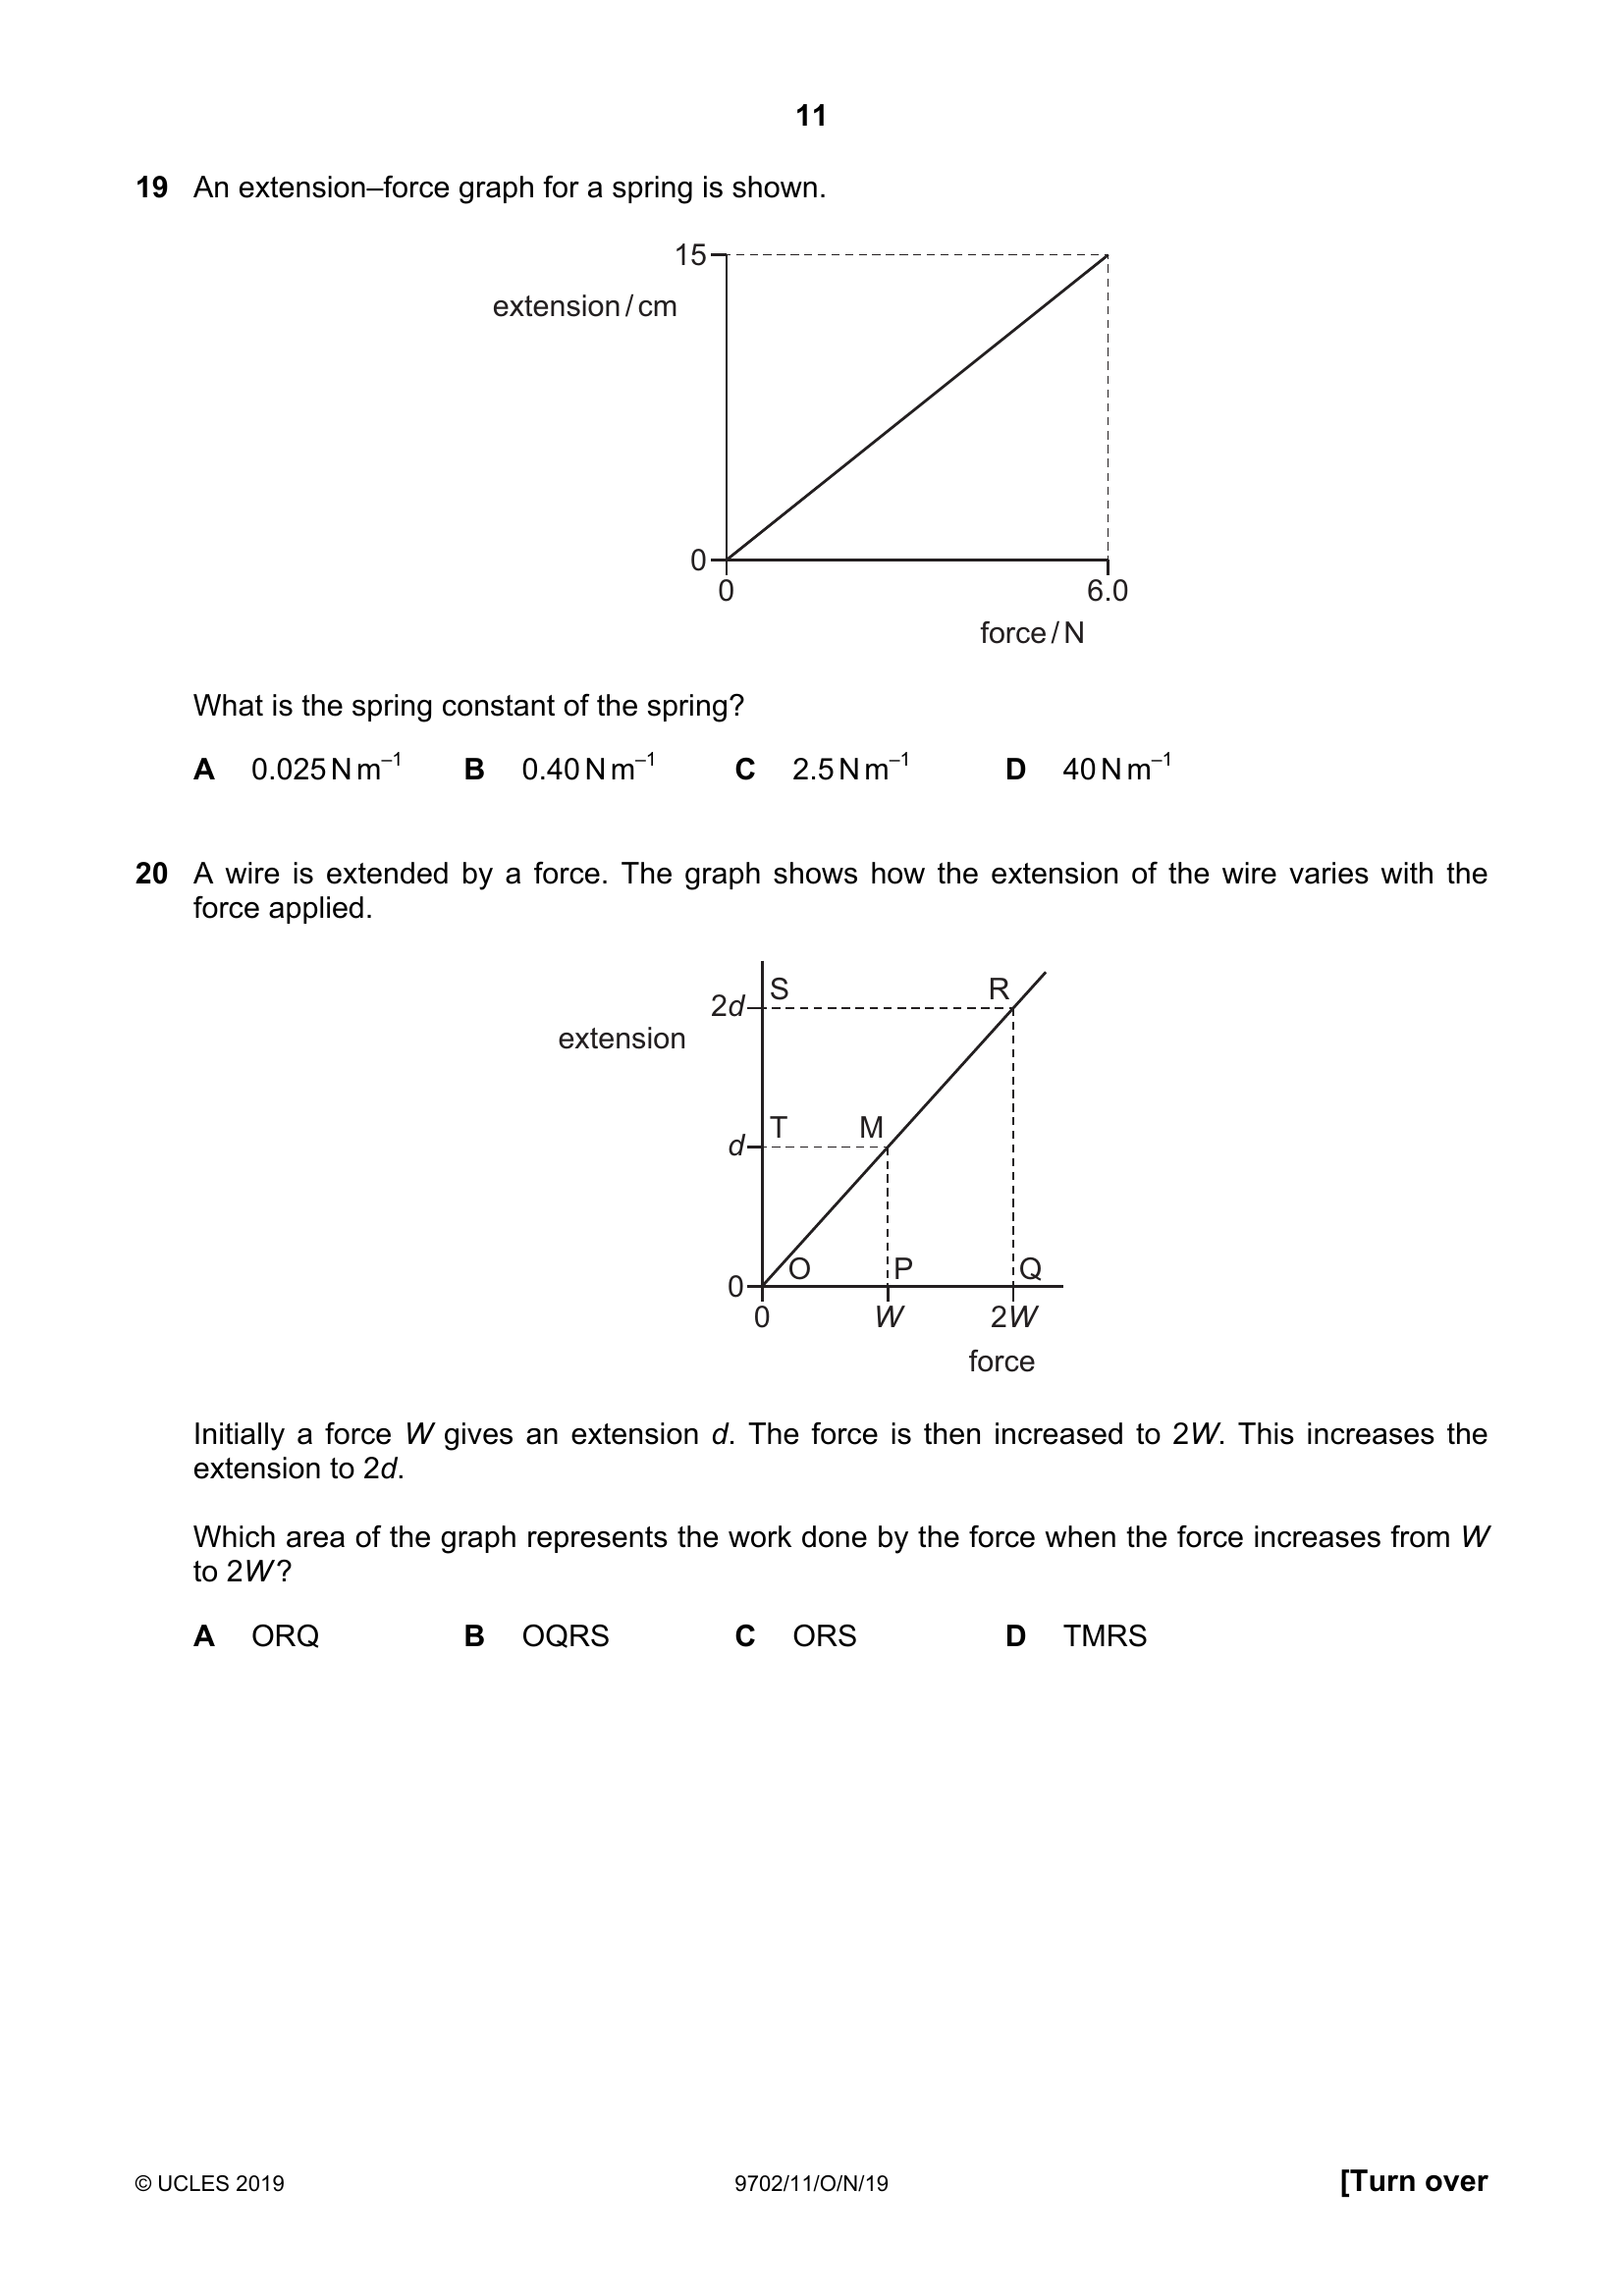 11
19 An extension–force graph for a spring is shown.
15
extension / cm
0
0 6.0
force / N
What is the spring constant of the spring?
A 0.025 N m⁻¹ B 0.40 N m⁻¹ C 2.5 N m⁻¹ D 40 N m⁻¹
20 A wire is extended by a force. The graph shows how the extension of the wire varies with the
force applied.
S R
2d
extension
T M
d
O P Q
0
0 W 2W
force
Initially a force W gives an extension d. The force is then increased to 2W. This increases the
extension to 2d.
Which area of the graph represents the work done by the force when the force increases from W
to 2W?
A ORQ B OQRS C ORS D TMRS
© UCLES 2019 9702/11/O/N/19 [Turn over